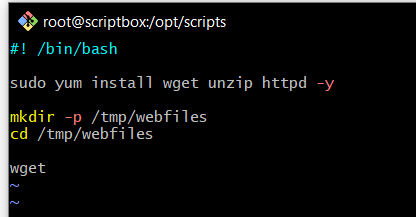 root@scriptbox:/opt/scripts
#! /bin/bash
sudo yum install wget unzip httpd -y
mkdir -p /tmp/webfiles
cd /tmp/webfiles
wget
~
~